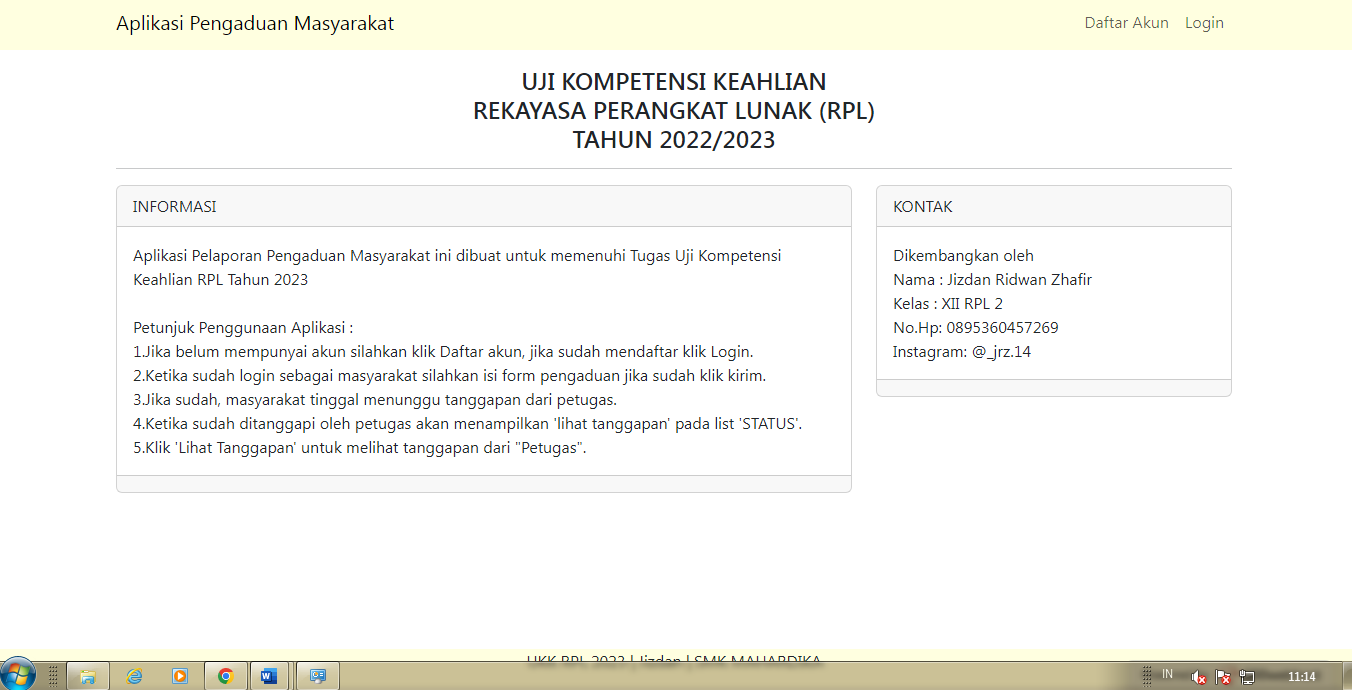 Aplikasi Pengaduan Masyarakat
Daftar Akun Login
UJI KOMPETENSI KEAHLIAN
REKAYASA PERANGKAT LUNAK (RPL)
TAHUN 2022/2023
INFORMASI
Aplikasi Pelaporan Pengaduan Masyarakat ini dibuat untuk memenuhi Tugas Uji Kompetensi
Keahlian RPL Tahun 2023
Petunjuk Penggunaan Aplikasi :
1.Jika belum mempunyai akun silahkan klik Daftar akun, jika sudah mendaftar klik Login.
2.Ketika sudah login sebagai masyarakat silahkan isi form pengaduan jika sudah klik kirim.
3.Jika sudah, masyarakat tinggal menunggu tanggapan dari petugas.
4.Ketika sudah ditanggapi oleh petugas akan menampilkan 'lihat tanggapan' pada list 'STATUS'.
5.Klik 'Lihat Tanggapan' untuk melihat tanggapan dari "Petugas".
KONTAK
Dikembangkan oleh
Nama : Jizdan Ridwan Zhafir
Kelas : XII RPL 2
No.Hp: 0895360457269
Instagram: @_jrz.14
UKK RPL 2023 | Jizdan | SMK MAHARDIKA
IN
11:14